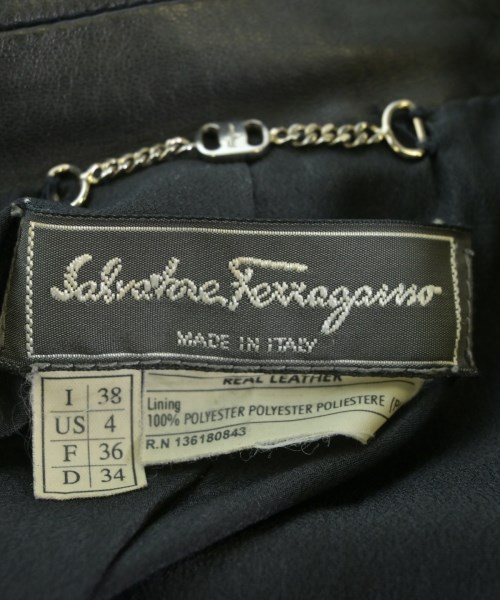 Salvatore Ferragamo
MADE IN ITALY
REAL LEATHER
I 38
US 4
F 36
D 34
Lining
100% POLYESTER POLYESTER POLIESTERE
R.N 136180843